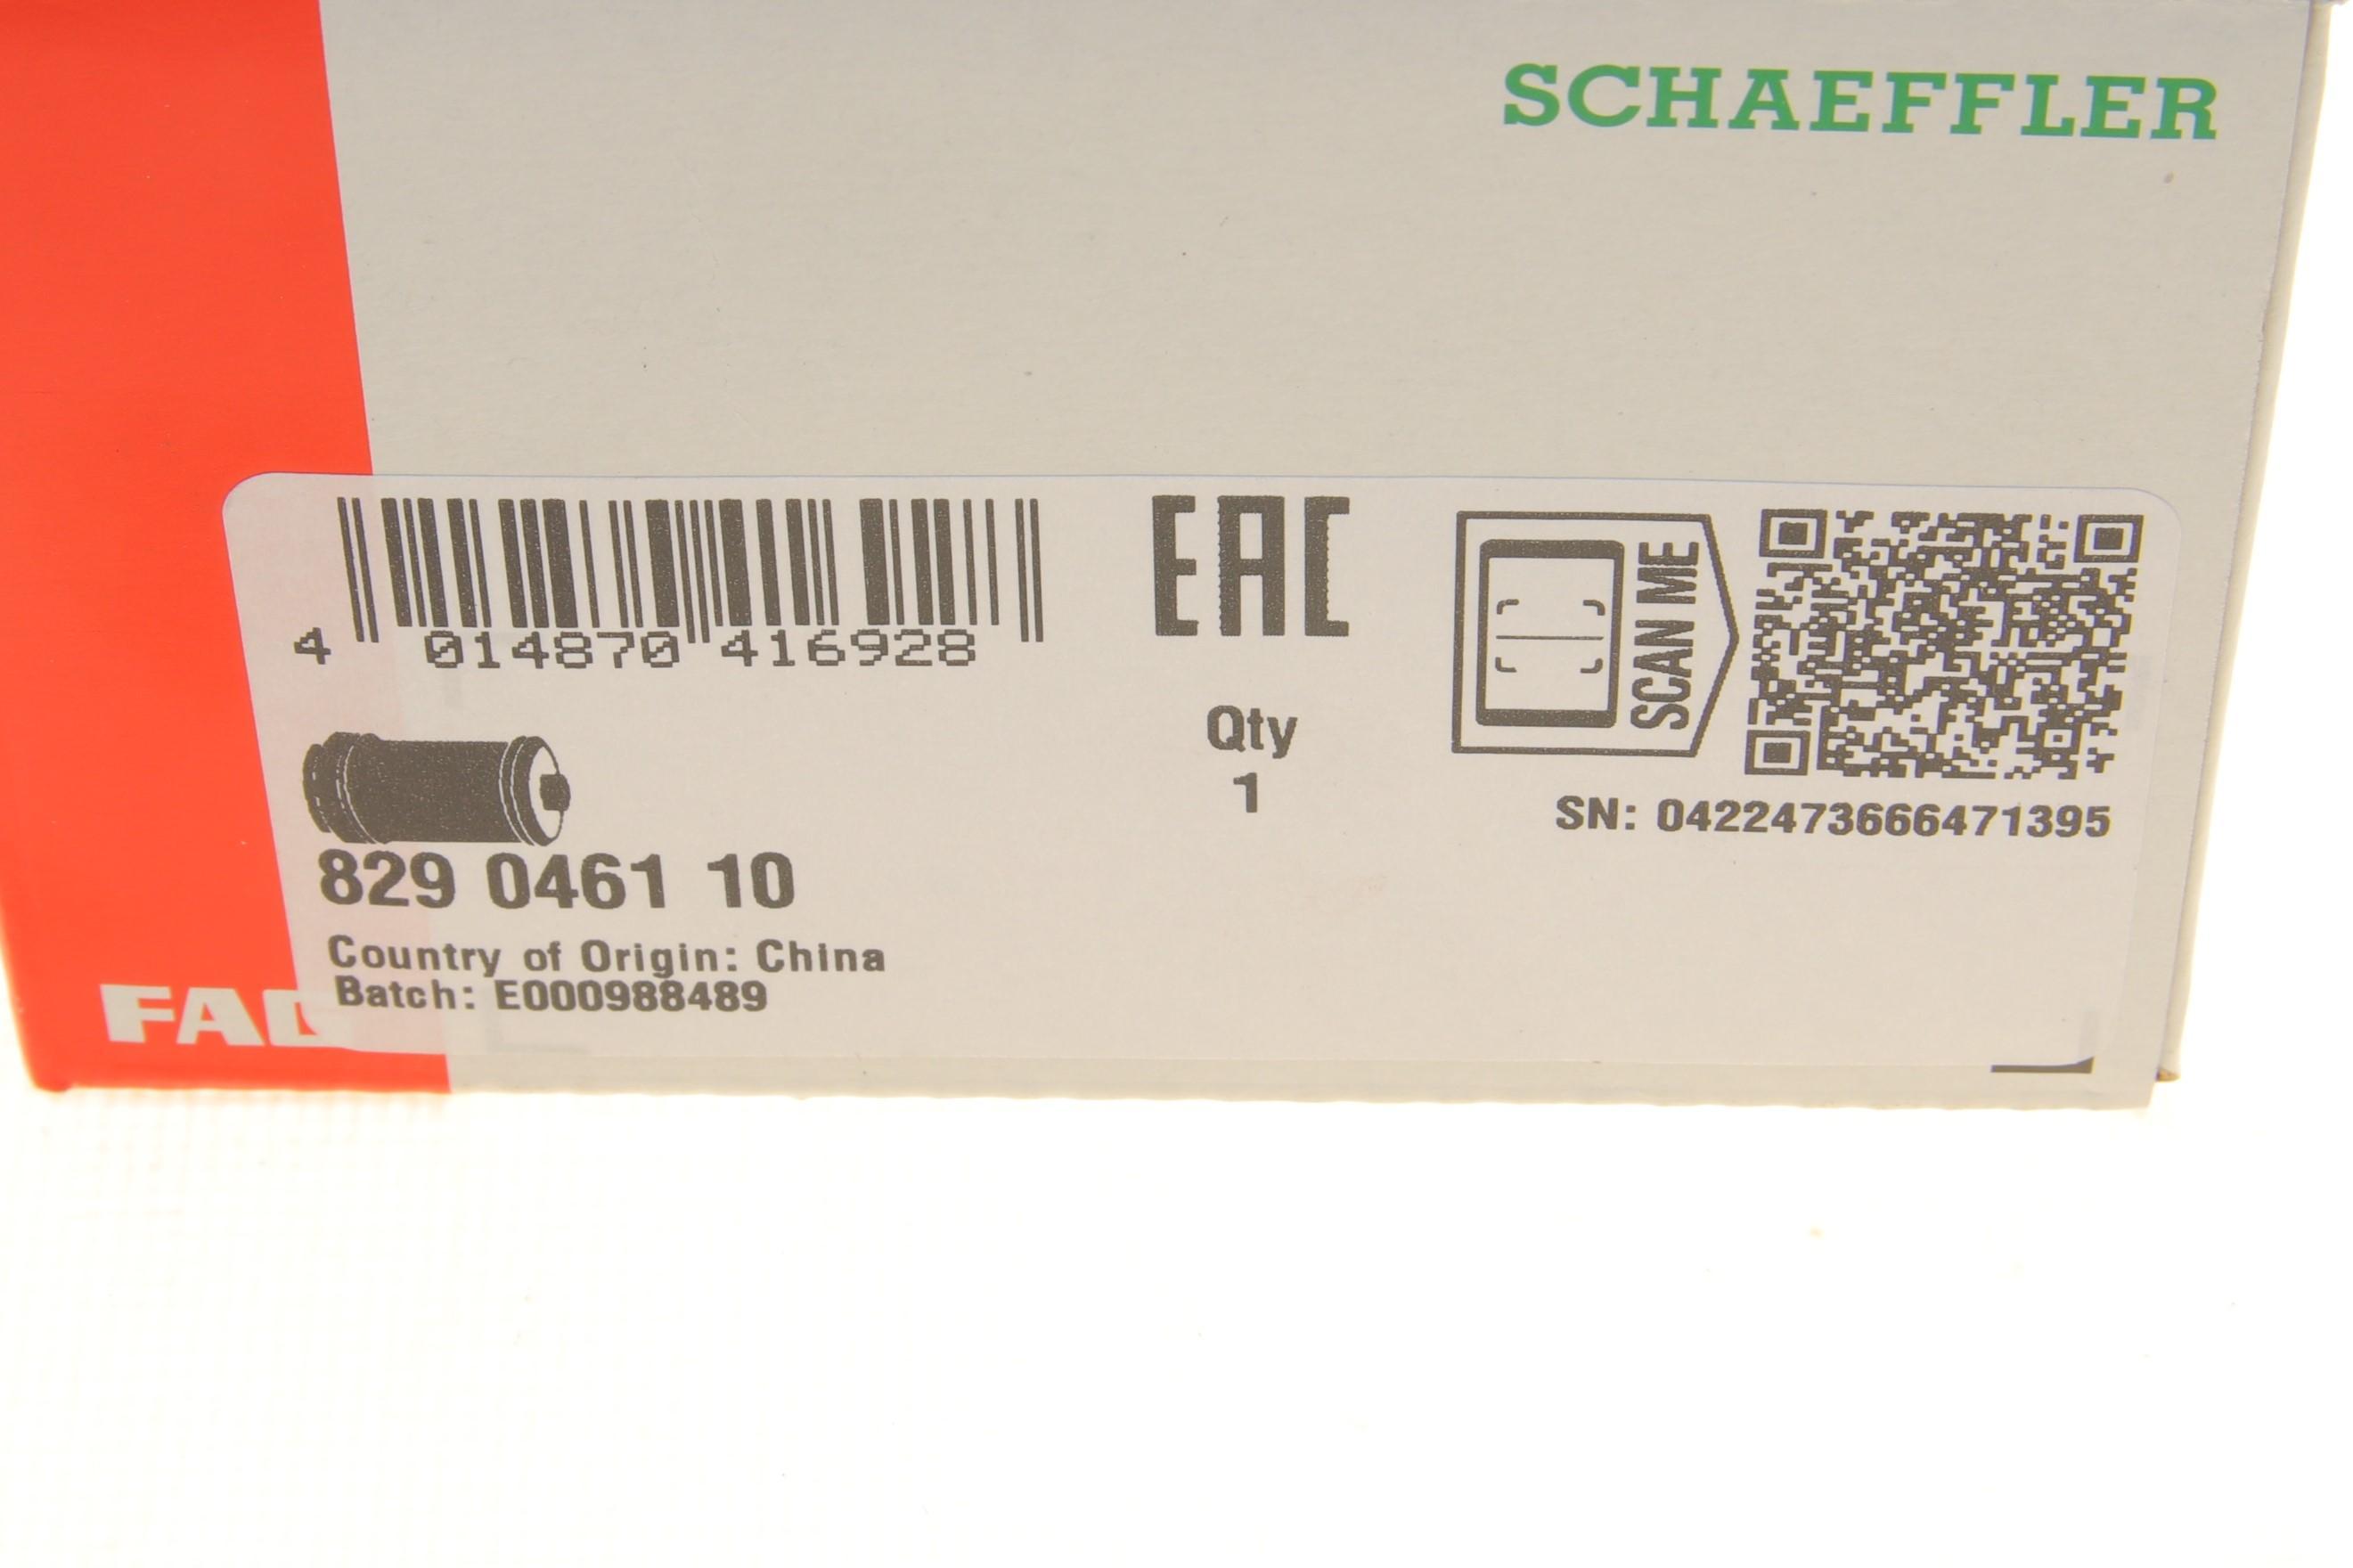 SCHAEFFLER
4 014870 416928
EAC
SCAN ME
Qty
1
SN: 0422473666471395
829 0461 10
Country of Origin: China
Batch: E000988489
FAG